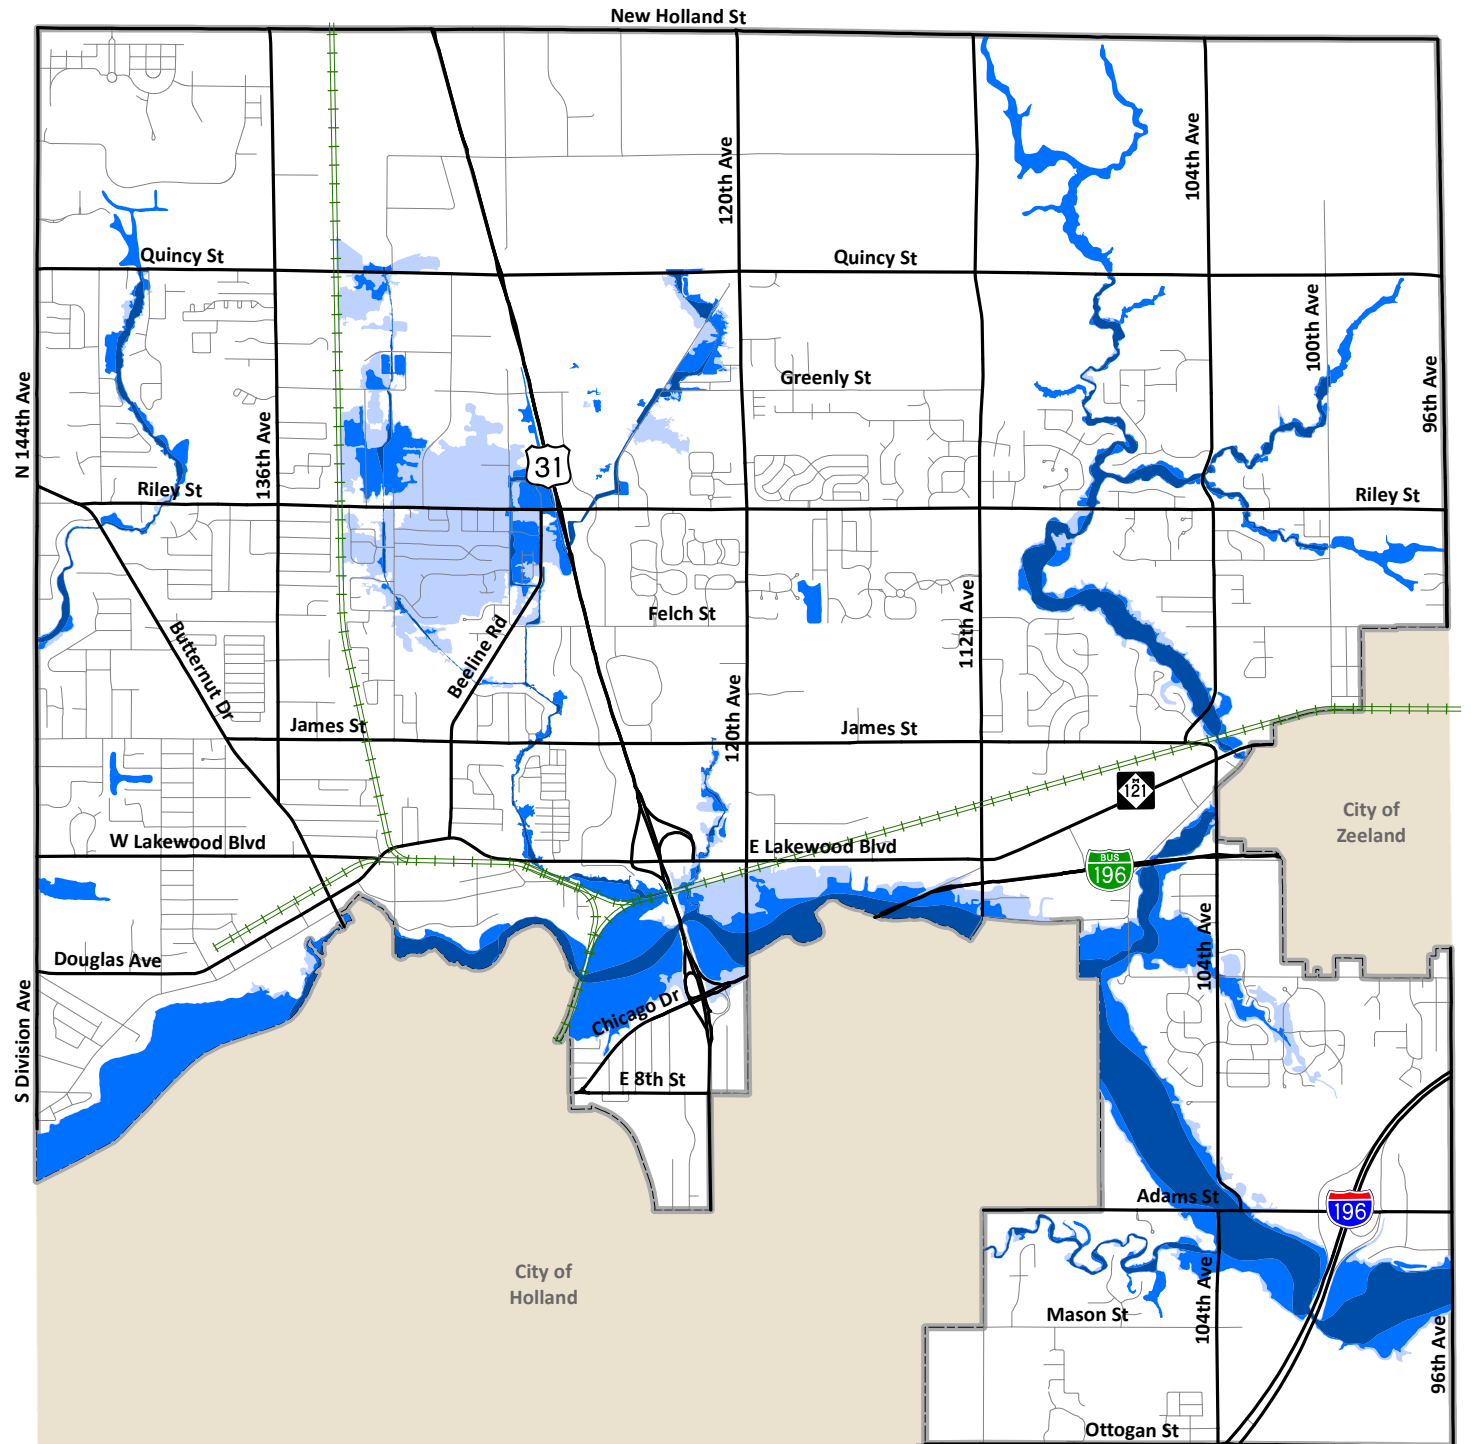 New Holland St
120th Ave
104th Ave
Quincy St
Quincy St
100th Ave
Greenly St
96th Ave
N 144th Ave
136th Ave
31
Riley St
Riley St
Felch St
112th Ave
Butternut Dr
Beeline Rd
James St
120th Ave
James St
M
121
City of
Zeeland
W Lakewood Blvd
E Lakewood Blvd
BUS
196
Douglas Ave
104th Ave
S Division Ave
Chicago Dr
E 8th St
Adams St
196
City of
Holland
Mason St
104th Ave
96th Ave
Ottogan St